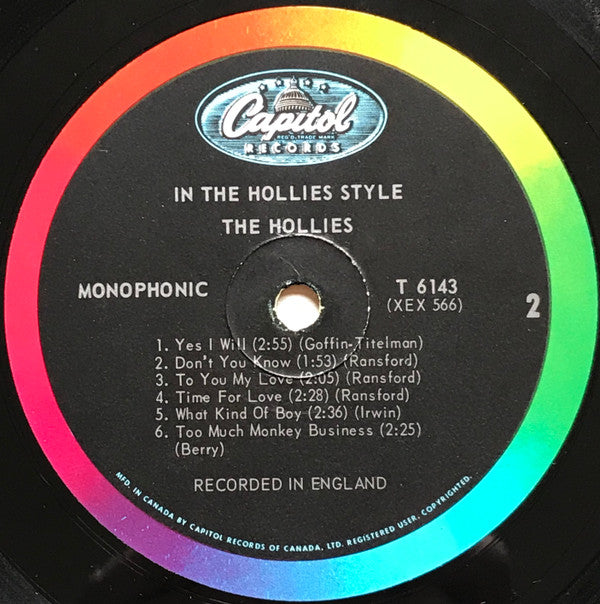 Capitol
REG'D. TRADE MARK
RECORDS
IN THE HOLLIES STYLE
THE HOLLIES
MONOPHONIC
T 6143
(XEX 566)
2
1. Yes I Will (2:55) (Goffin-Titelman)
2. Don't You Know (1:53) (Ransford)
3. To You My Love (2:05) (Ransford)
4. Time For Love (2:28) (Ransford)
5. What Kind Of Boy (2:36) (Irwin)
6. Too Much Monkey Business (2:25)
(Berry)
RECORDED IN ENGLAND
MFD. IN CANADA BY CAPITOL RECORDS OF CANADA, LTD. REGISTERED USER. COPYRIGHTED.